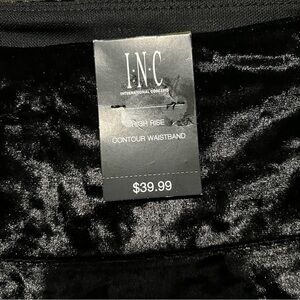 I·N·C
INTERNATIONAL CONCEPTS
HIGH RISE
CONTOUR WAISTBAND
$39.99